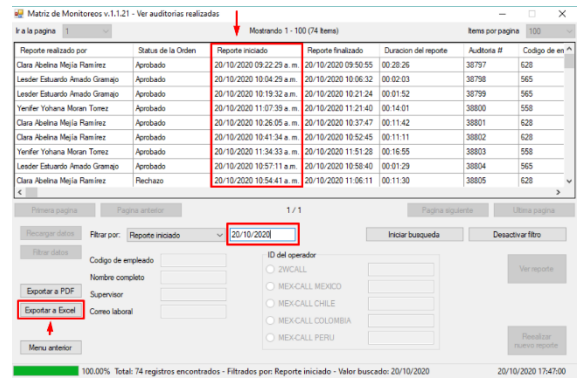 Matriz de Monitoreos v.1.1.21 - Ver auditorias realizadas
Ir a la pagina 1 Mostrando 1 - 100 (74 Items) Items por pagina 100
Reporte realizado por Status de la Orden Reporte iniciado Reporte finalizado Duracion del reporte Auditoria # Codigo de en
Clara Abelina Mejía Ramírez Aprobado 20/10/2020 09:22:29 a. m. 20/10/2020 09:50:55 00:28:26 38797 628
Lesder Estuardo Amado Gramajo Aprobado 20/10/2020 10:04:29 a.m. 20/10/2020 10:06:32 00:02:03 38798 565
Lesder Estuardo Amado Gramajo Aprobado 20/10/2020 10:19:32 a.m. 20/10/2020 10:21:24 00:01:52 38799 565
Yenifer Yohana Moran Torrez Aprobado 20/10/2020 11:07:39 a. m. 20/10/2020 11:21:40 00:14:01 38800 558
Clara Abelina Mejía Ramírez Aprobado 20/10/2020 10:26:05 a. m. 20/10/2020 10:37:47 00:11:42 38801 628
Clara Abelina Mejía Ramírez Aprobado 20/10/2020 10:41:34 a. m. 20/10/2020 10:52:45 00:11:11 38802 628
Yenifer Yohana Moran Torrez Aprobado 20/10/2020 11:34:33 a. m. 20/10/2020 11:51:28 00:16:55 38803 558
Lesder Estuardo Amado Gramajo Aprobado 20/10/2020 10:57:11 a.m. 20/10/2020 10:58:40 00:01:29 38804 565
Clara Abelina Mejía Ramírez Rechazo 20/10/2020 10:54:41 a. m. 20/10/2020 11:06:11 00:11:30 38805 628
Primera pagina Pagina anterior 1 / 1 Pagina siguiente Ultima pagina
Recargar datos Filtrar por: Reporte iniciado 20/10/2020 Iniciar busqueda Desactivar filtro
Filtrar datos Codigo de empleado ID del operador
2WCALL Ver reporte
Nombre completo
MEX-CALL MEXICO
Exportar a PDF Supervisor
MEX-CALL CHILE
Exportar a Excel Correo laboral
MEX-CALL COLOMBIA
MEX-CALL PERU Reealizar nuevo reporte
Menu anterior
100.00% Total: 74 registros encontrados - Filtrados por: Reporte iniciado - Valor buscado: 20/10/2020 20/10/2020 17:47:00